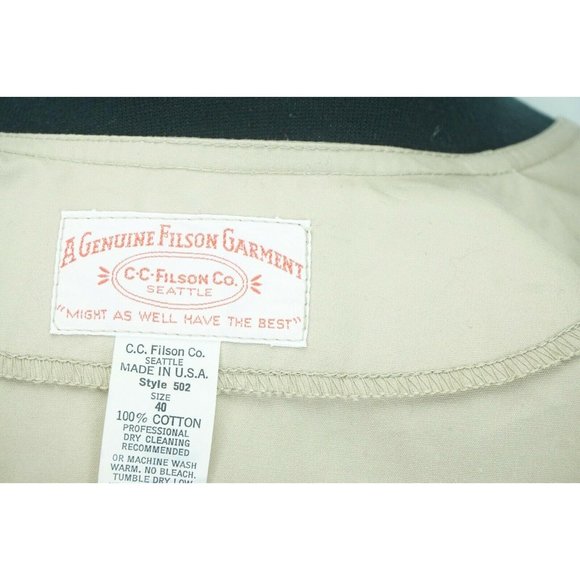 A GENUINE FILSON GARMENT
C·C·FILSON CO.
SEATTLE
"MIGHT AS WELL HAVE THE BEST"
C.C. Filson Co.
SEATTLE
MADE IN U.S.A.
Style 502
SIZE
40
100% COTTON
PROFESSIONAL
DRY CLEANING
RECOMMENDED
OR MACHINE WASH
WARM, NO BLEACH.
TUMBLE DRY LOW